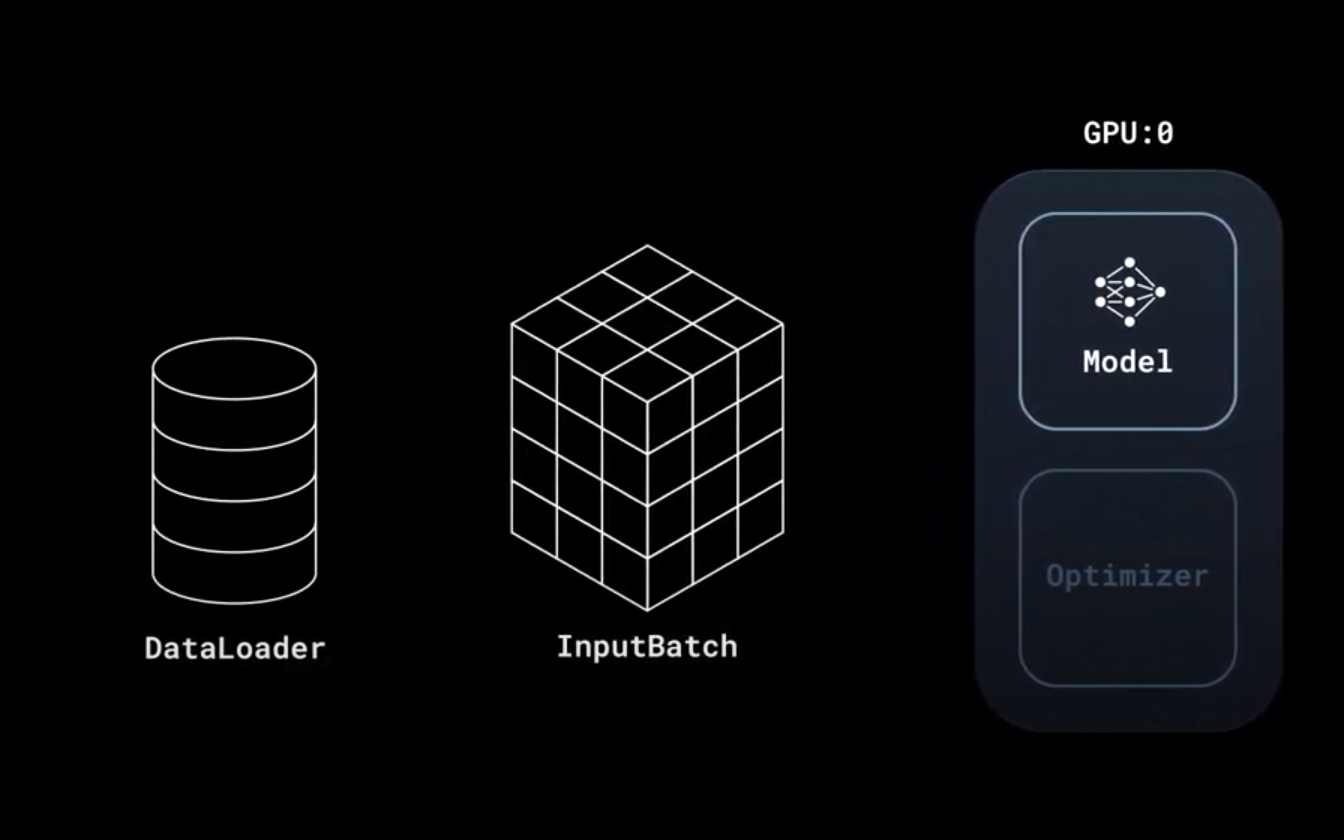 GPU:0
Model
Optimizer
DataLoader
InputBatch